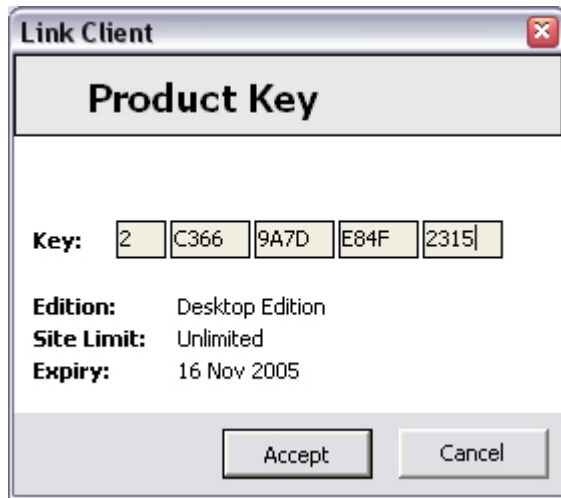 Link Client
Product Key
Key: 2 C366 9A7D E84F 2315
Edition: Desktop Edition
Site Limit: Unlimited
Expiry: 16 Nov 2005
Accept Cancel